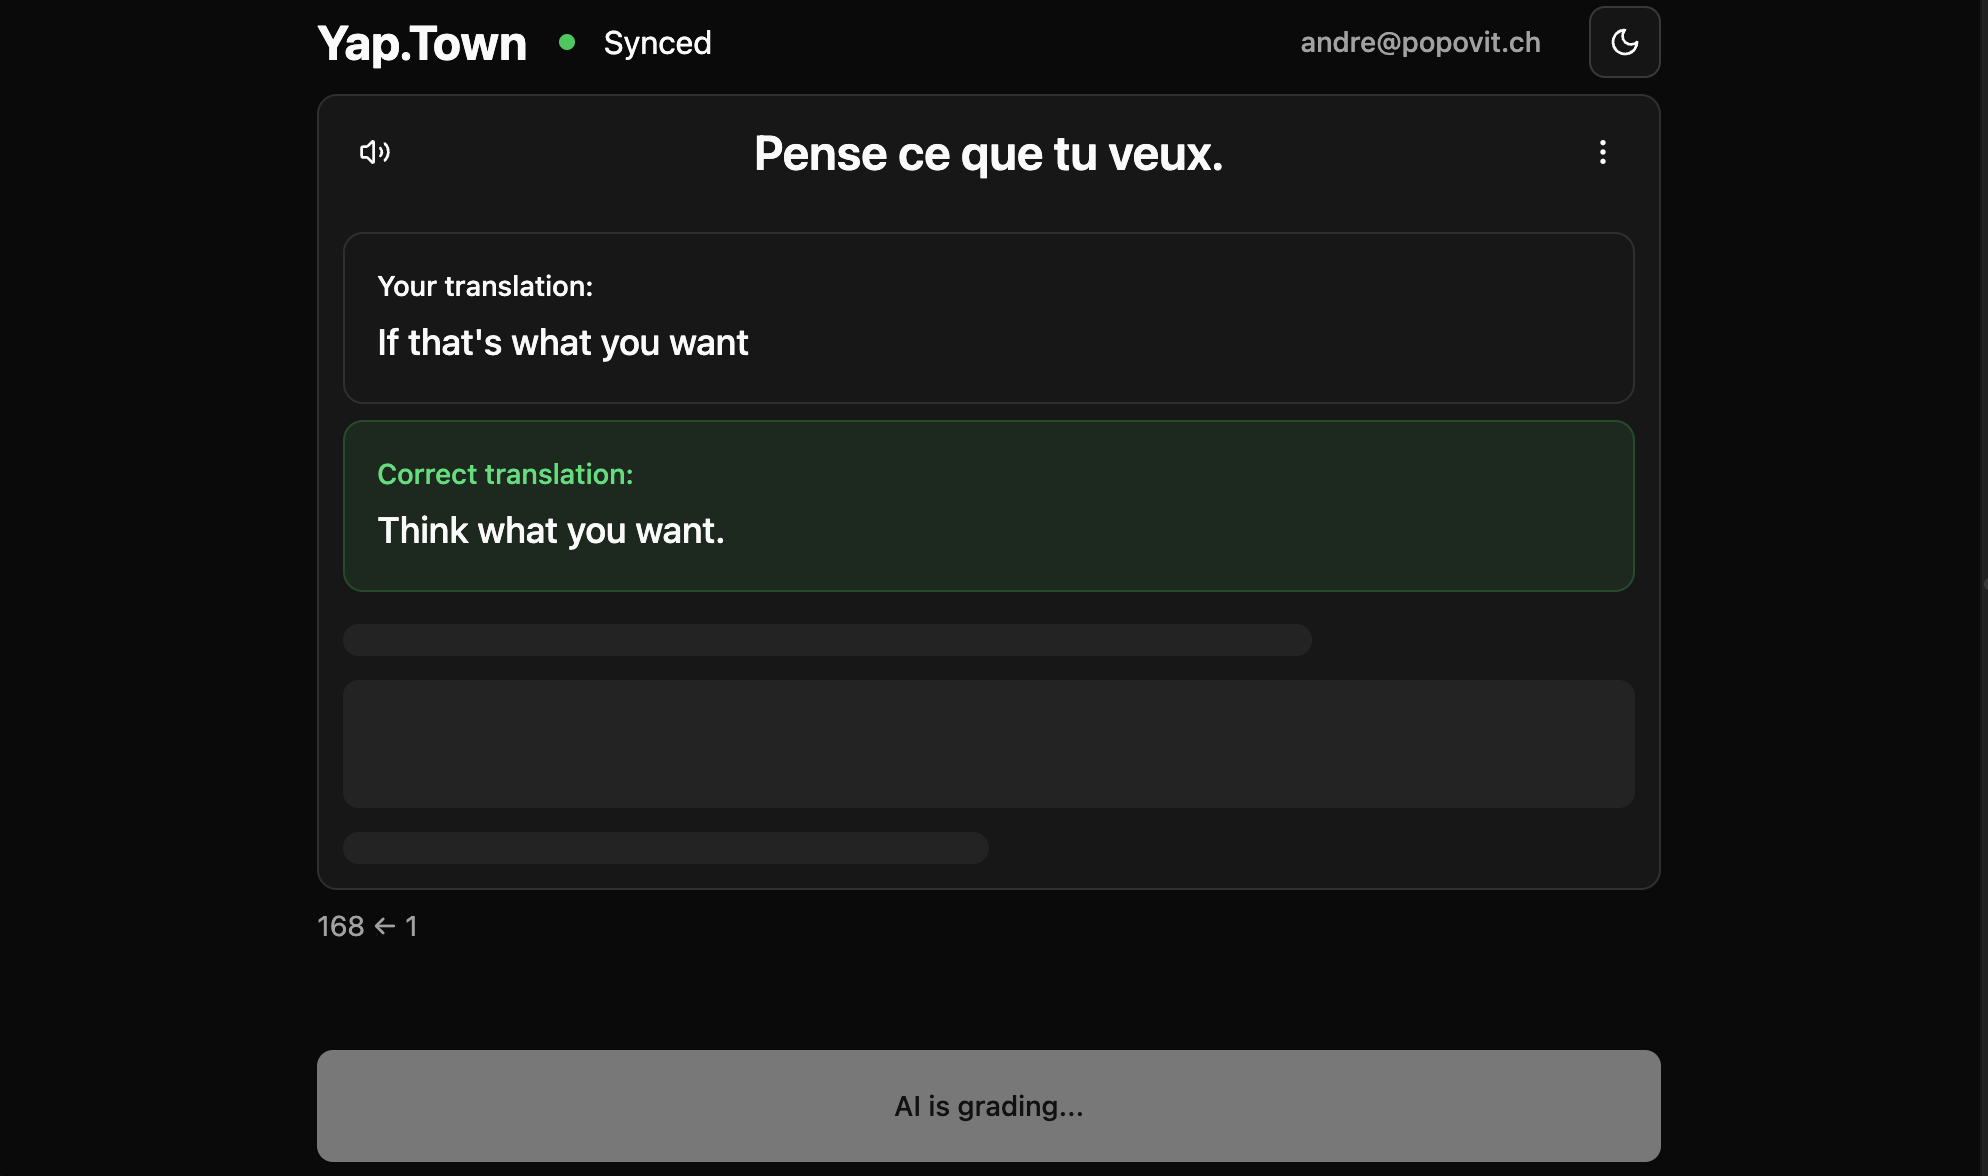 Yap.Town
Synced
andre@popovit.ch
Pense ce que tu veux.
Your translation:
If that's what you want
Correct translation:
Think what you want.
168 ← 1
AI is grading...